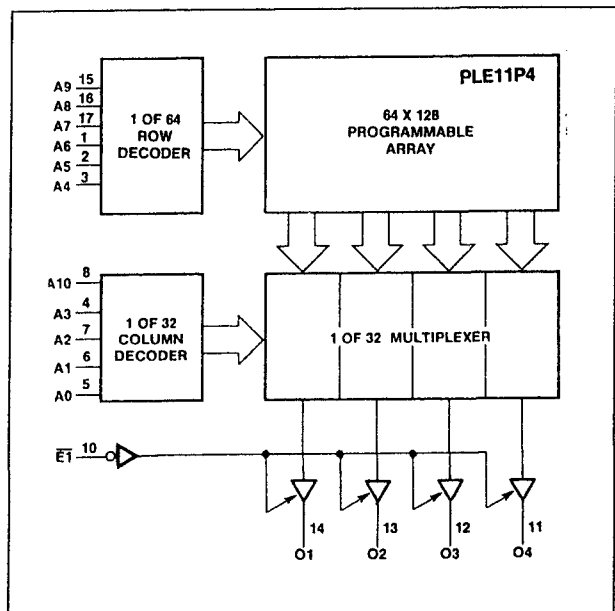 PLE11P4
64 X 128
PROGRAMMABLE
ARRAY
1 OF 64
ROW
DECODER
A9 15
A8 16
A7 17
A6 1
A5 2
A4 3
1 OF 32
COLUMN
DECODER
A10 8
A3 4
A2 7
A1 6
A0 5
1 OF 32 MULTIPLEXER
E1 10
14 13 12 11
O1 O2 O3 O4